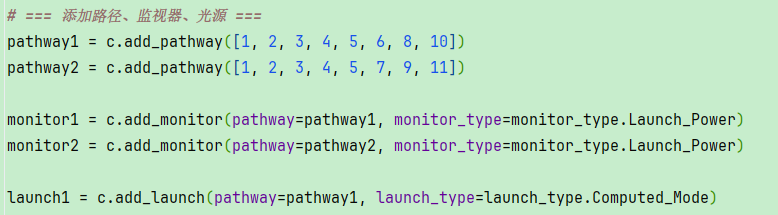 # === 添加路径、监视器、光源 ===
pathway1 = c.add_pathway([1, 2, 3, 4, 5, 6, 8, 10])
pathway2 = c.add_pathway([1, 2, 3, 4, 5, 7, 9, 11])
monitor1 = c.add_monitor(pathway=pathway1, monitor_type=monitor_type.Launch_Power)
monitor2 = c.add_monitor(pathway=pathway2, monitor_type=monitor_type.Launch_Power)
launch1 = c.add_launch(pathway=pathway1, launch_type=launch_type.Computed_Mode)